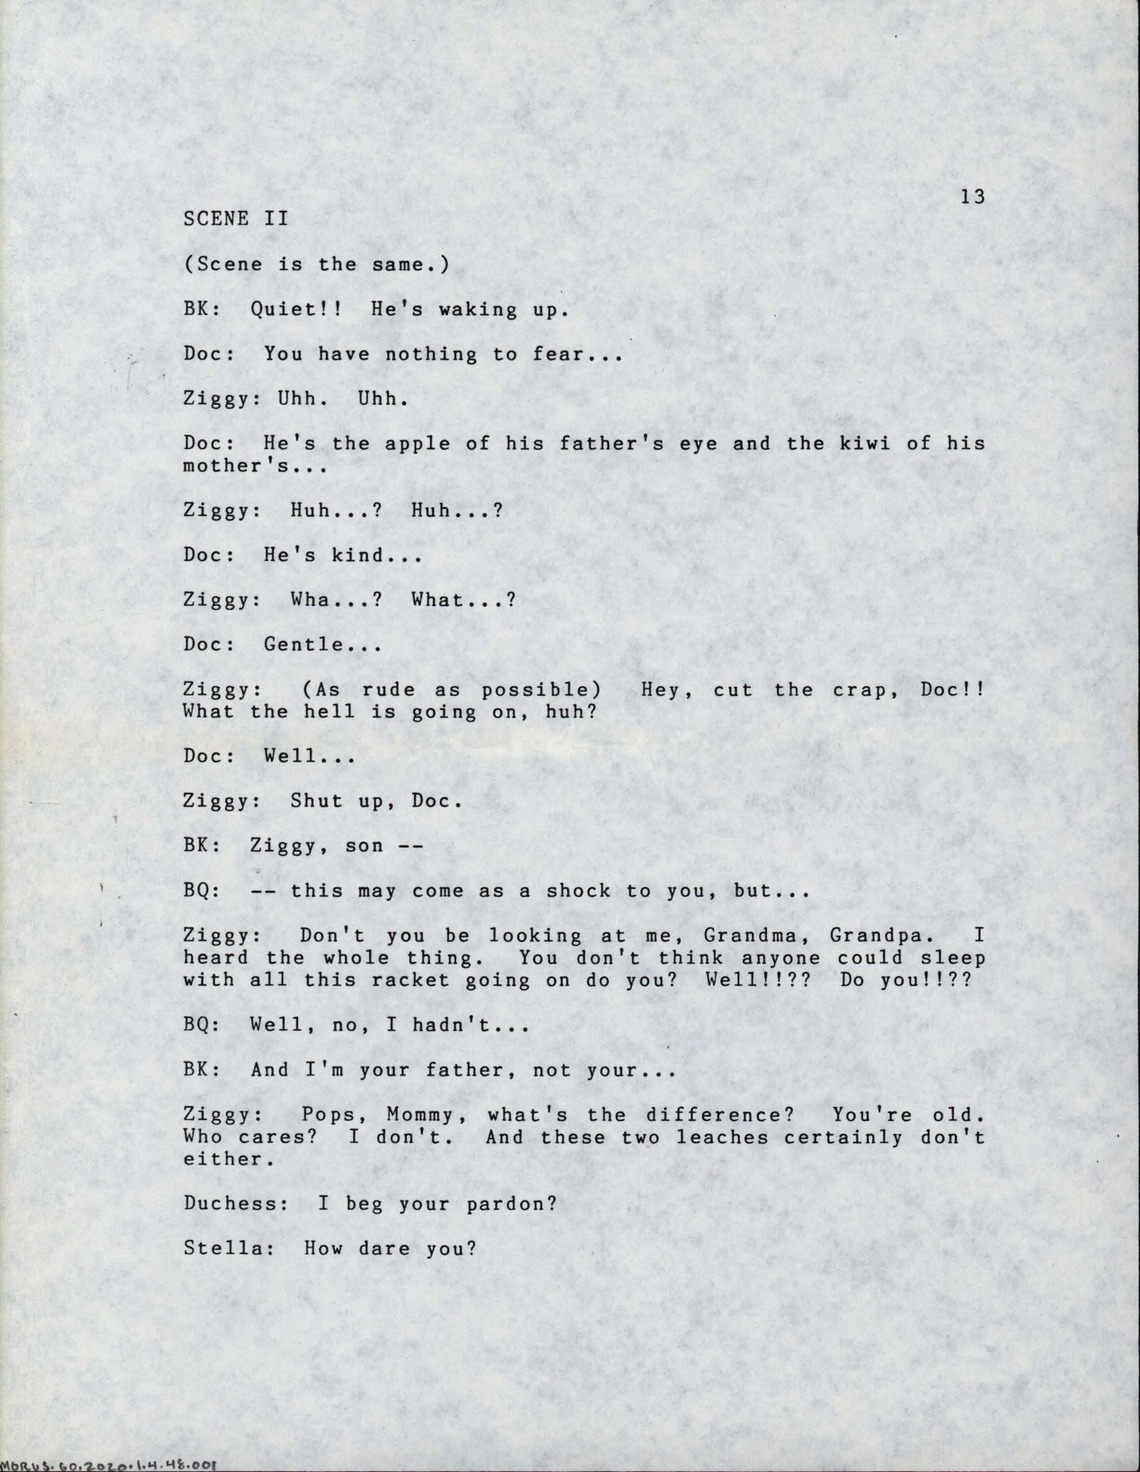 13
SCENE II
(Scene is the same.)
BK:  Quiet!!  He's waking up.
Doc:  You have nothing to fear...
Ziggy: Uhh.  Uhh.
Doc:  He's the apple of his father's eye and the kiwi of his
mother's...
Ziggy:  Huh...?  Huh...?
Doc:  He's kind...
Ziggy:  Wha...?  What...?
Doc:  Gentle...
Ziggy:  (As rude as possible)  Hey, cut the crap, Doc!!
What the hell is going on, huh?
Doc:  Well...
Ziggy:  Shut up, Doc.
BK:  Ziggy, son --
BQ:  -- this may come as a shock to you, but...
Ziggy:  Don't you be looking at me, Grandma, Grandpa.  I
heard the whole thing.  You don't think anyone could sleep
with all this racket going on do you?  Well!!??  Do you!!??
BQ:  Well, no, I hadn't...
BK:  And I'm your father, not your...
Ziggy:  Pops, Mommy, what's the difference?  You're old.
Who cares?  I don't.  And these two leaches certainly don't
either.
Duchess:  I beg your pardon?
Stella:  How dare you?
MORUS.GO.2020.1.4.48.001